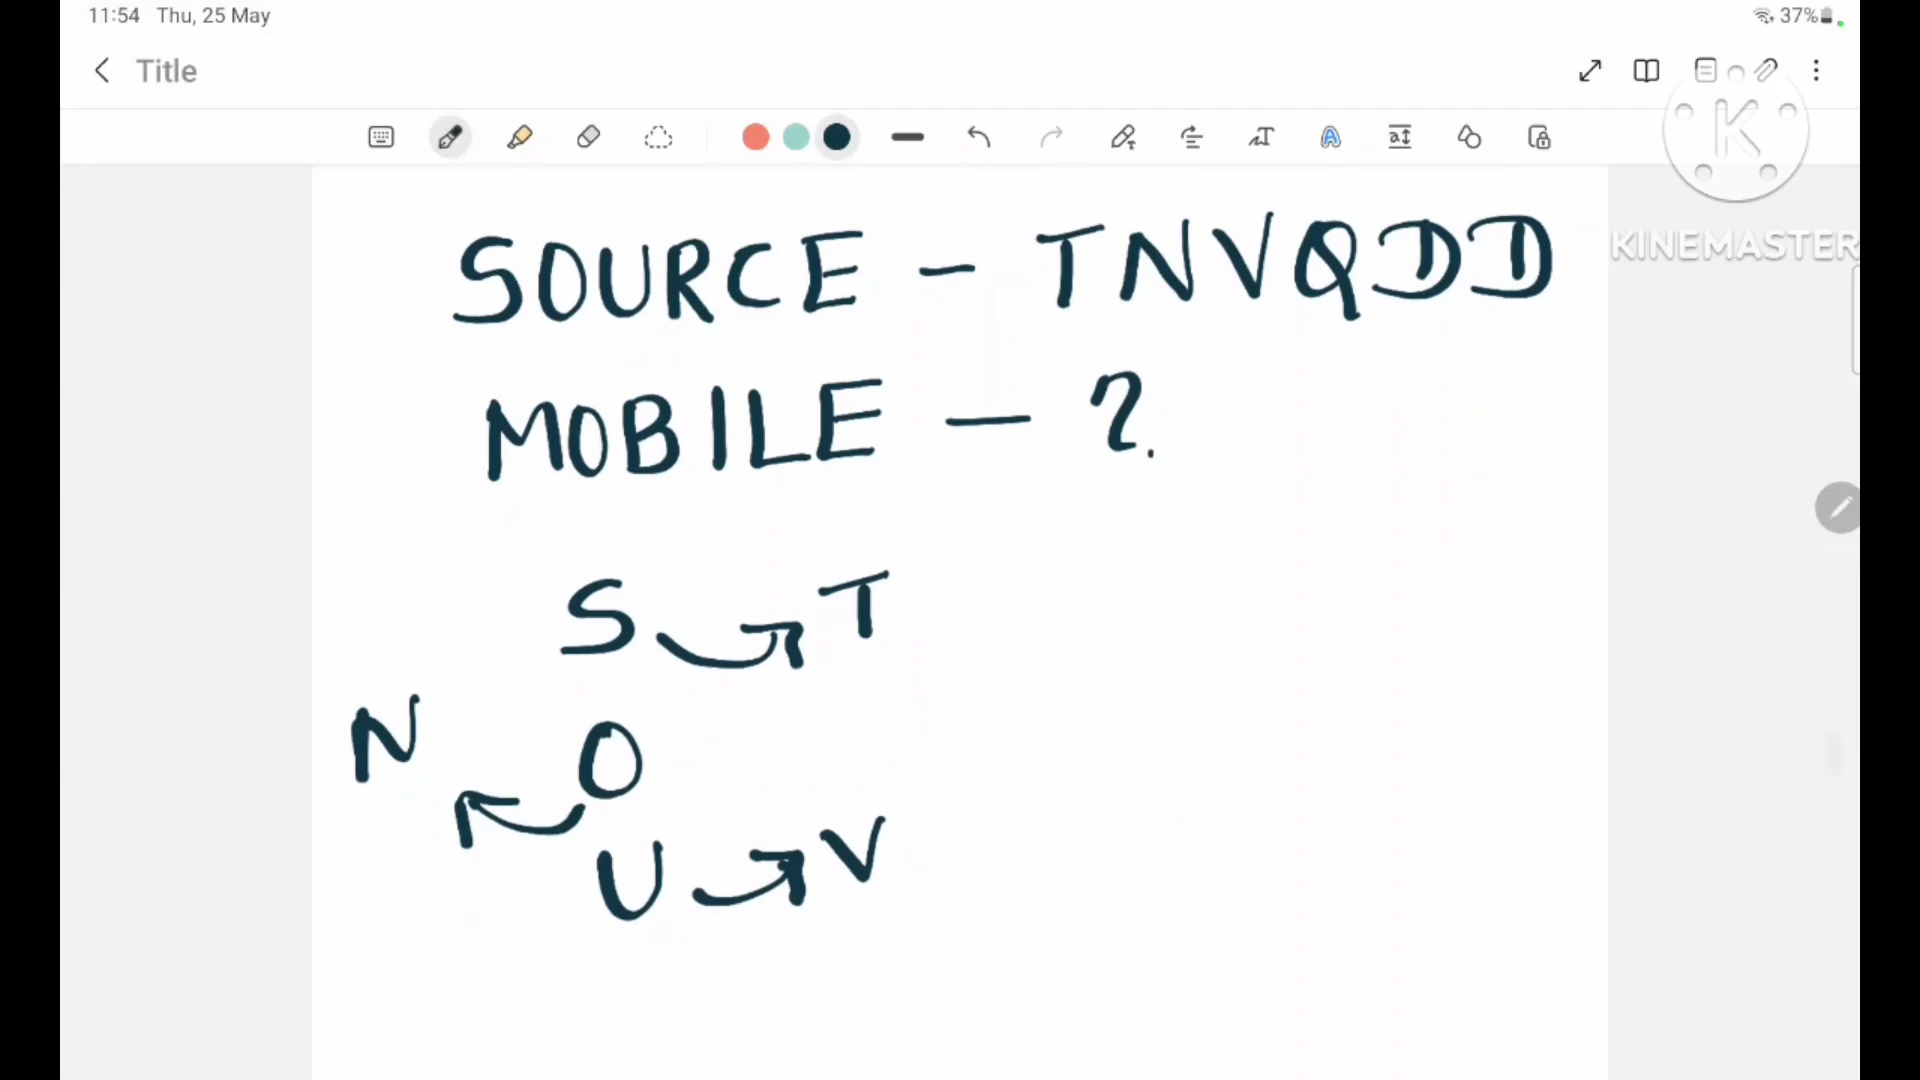 11:54 Thu, 25 May 37%
Title
K
KINEMASTER
SOURCE - TNVQDD
MOBILE - ?
S T
N O
U V